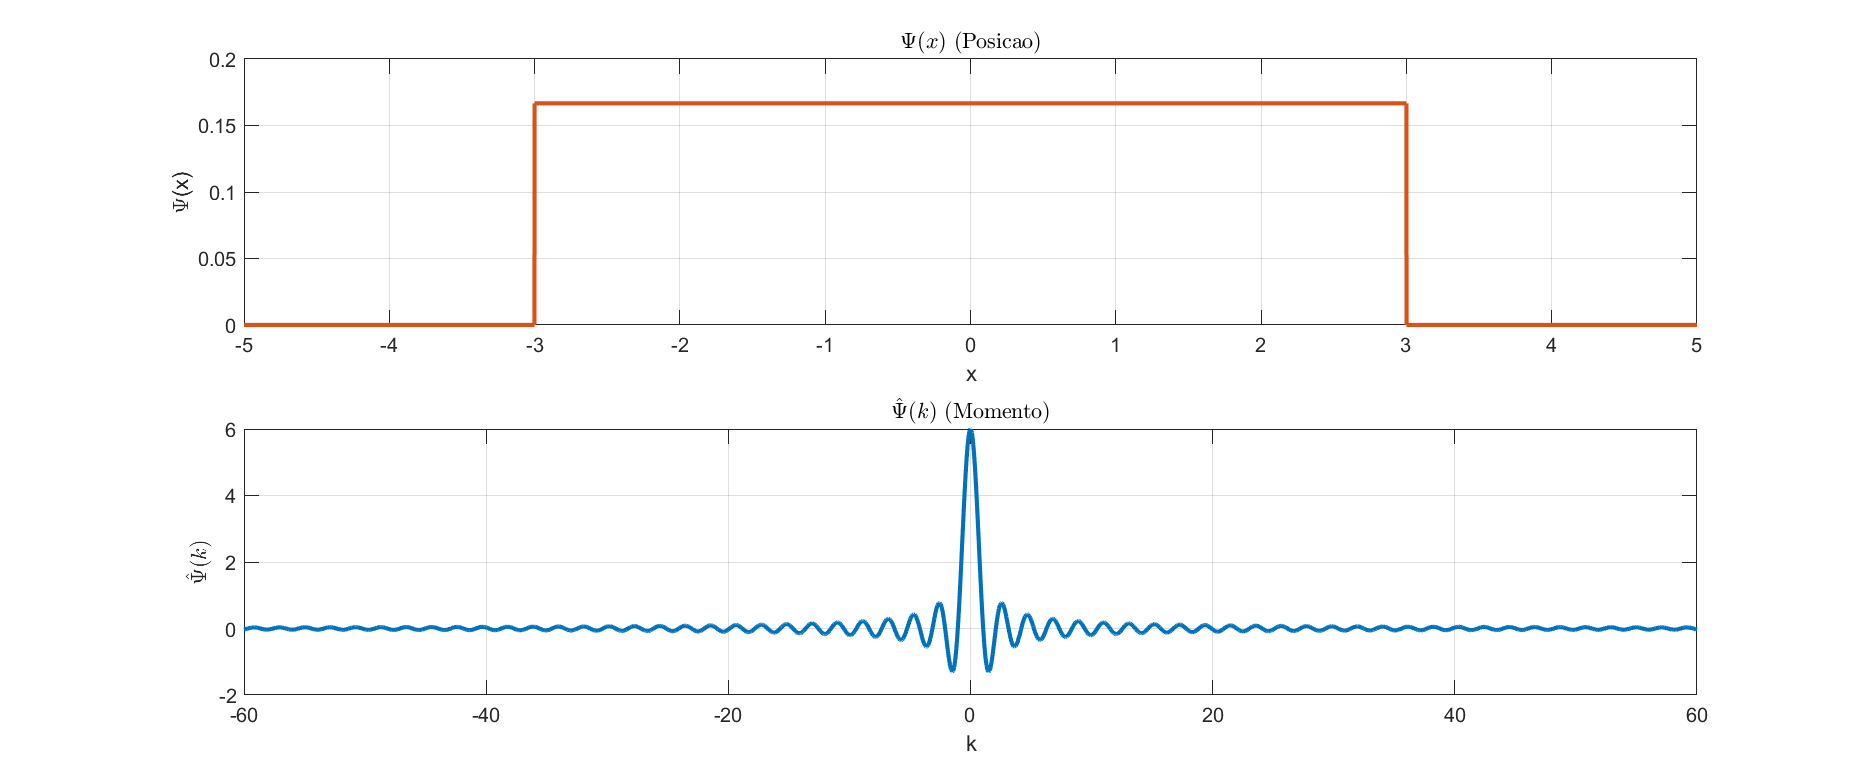 Ψ(x) (Posicao)
0.2
0.15
0.1
0.05
0
Ψ(x)
-5 -4 -3 -2 -1 0 1 2 3 4 5
x
Ψ̂(k) (Momento)
6
4
2
0
-2
Ψ̂(k)
-60 -40 -20 0 20 40 60
k